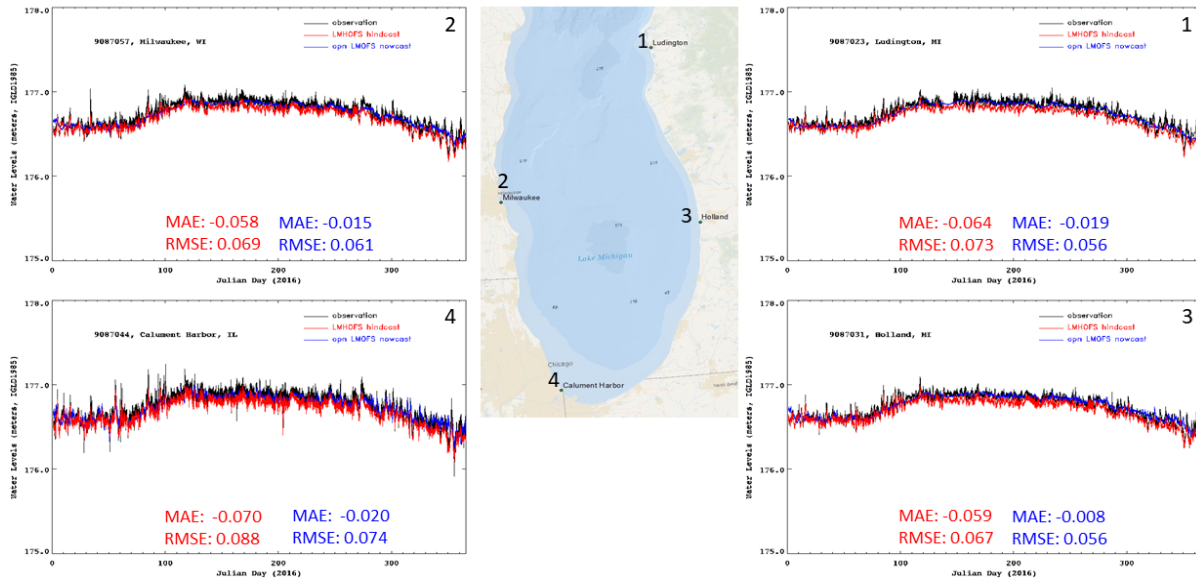 178.0
2
observation
LMHOFS hindcast
opn LMOFS nowcast
9087057, Milwaukee, WI
177.0
176.0
175.0
Water Levels (meters, IGLD1985)
MAE: -0.058 MAE: -0.015
RMSE: 0.069 RMSE: 0.061
0 100 200 300
Julian Day (2016)
1
Ludington
2
Milwaukee
3
Holland
Lake Michigan
Chicago
4
Calument Harbor
178.0
1
observation
LMHOFS hindcast
opn LMOFS nowcast
9087023, Ludington, MI
177.0
176.0
175.0
Water Levels (meters, IGLD1985)
MAE: -0.064 MAE: -0.019
RMSE: 0.073 RMSE: 0.056
0 100 200 300
Julian Day (2016)
178.0
4
observation
LMHOFS hindcast
opn LMOFS nowcast
9087044, Calument Harbor, IL
177.0
176.0
175.0
Water Levels (meters, IGLD1985)
MAE: -0.070 MAE: -0.020
RMSE: 0.088 RMSE: 0.074
0 100 200 300
Julian Day (2016)
178.0
3
observation
LMHOFS hindcast
opn LMOFS nowcast
9087031, Holland, MI
177.0
176.0
175.0
Water Levels (meters, IGLD1985)
MAE: -0.059 MAE: -0.008
RMSE: 0.067 RMSE: 0.056
0 100 200 300
Julian Day (2016)